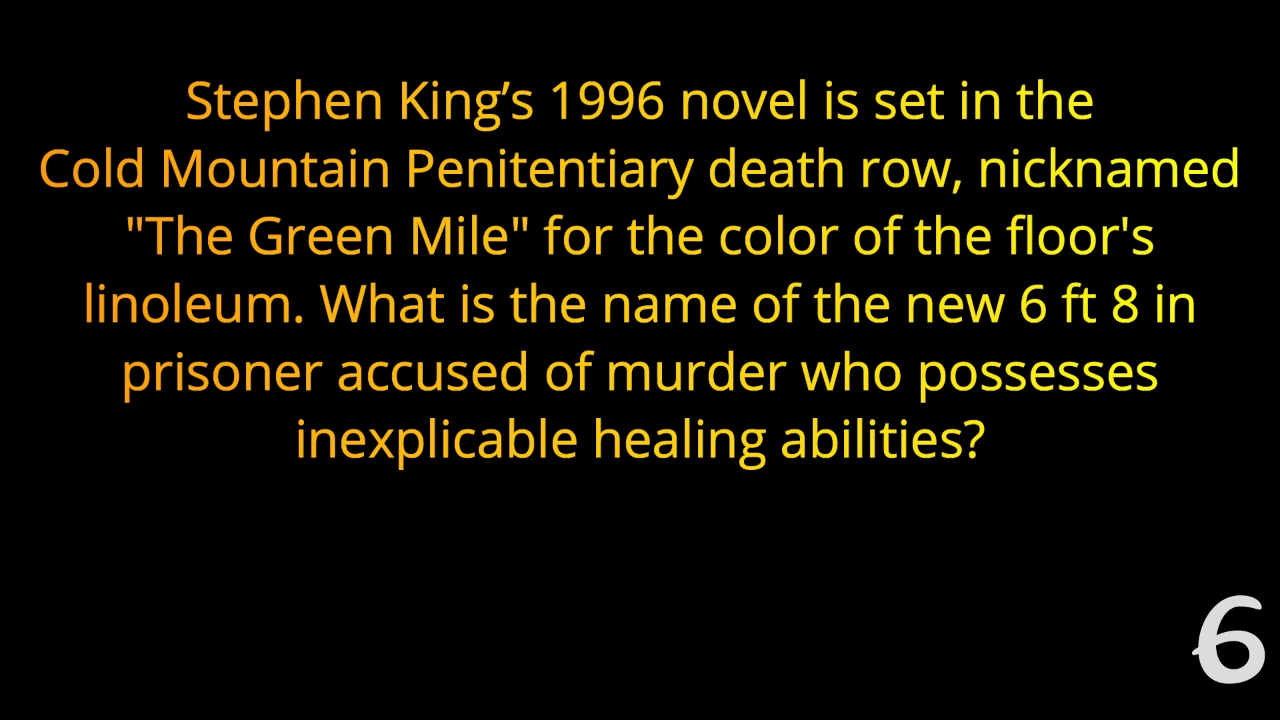 Stephen King’s 1996 novel is set in the
Cold Mountain Penitentiary death row, nicknamed
"The Green Mile" for the color of the floor's
linoleum. What is the name of the new 6 ft 8 in
prisoner accused of murder who possesses
inexplicable healing abilities?
6